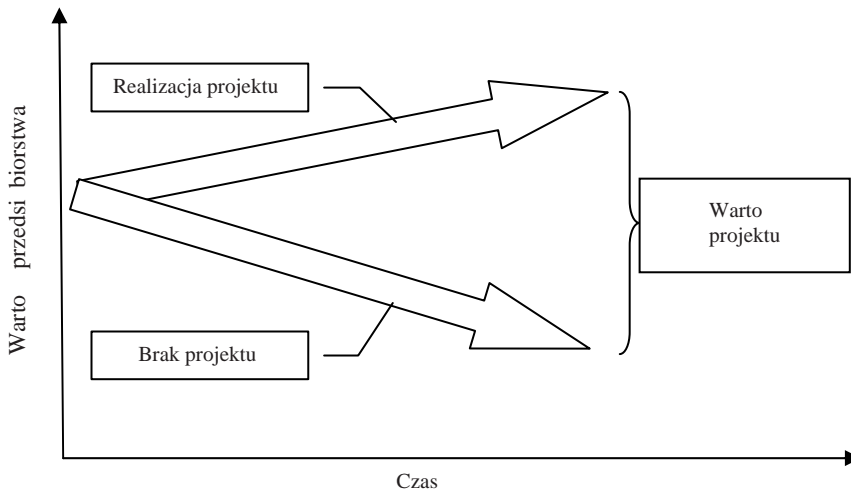 Realizacja projektu
Warto przedsi biorstwa
Warto
projektu
Brak projektu
Czas